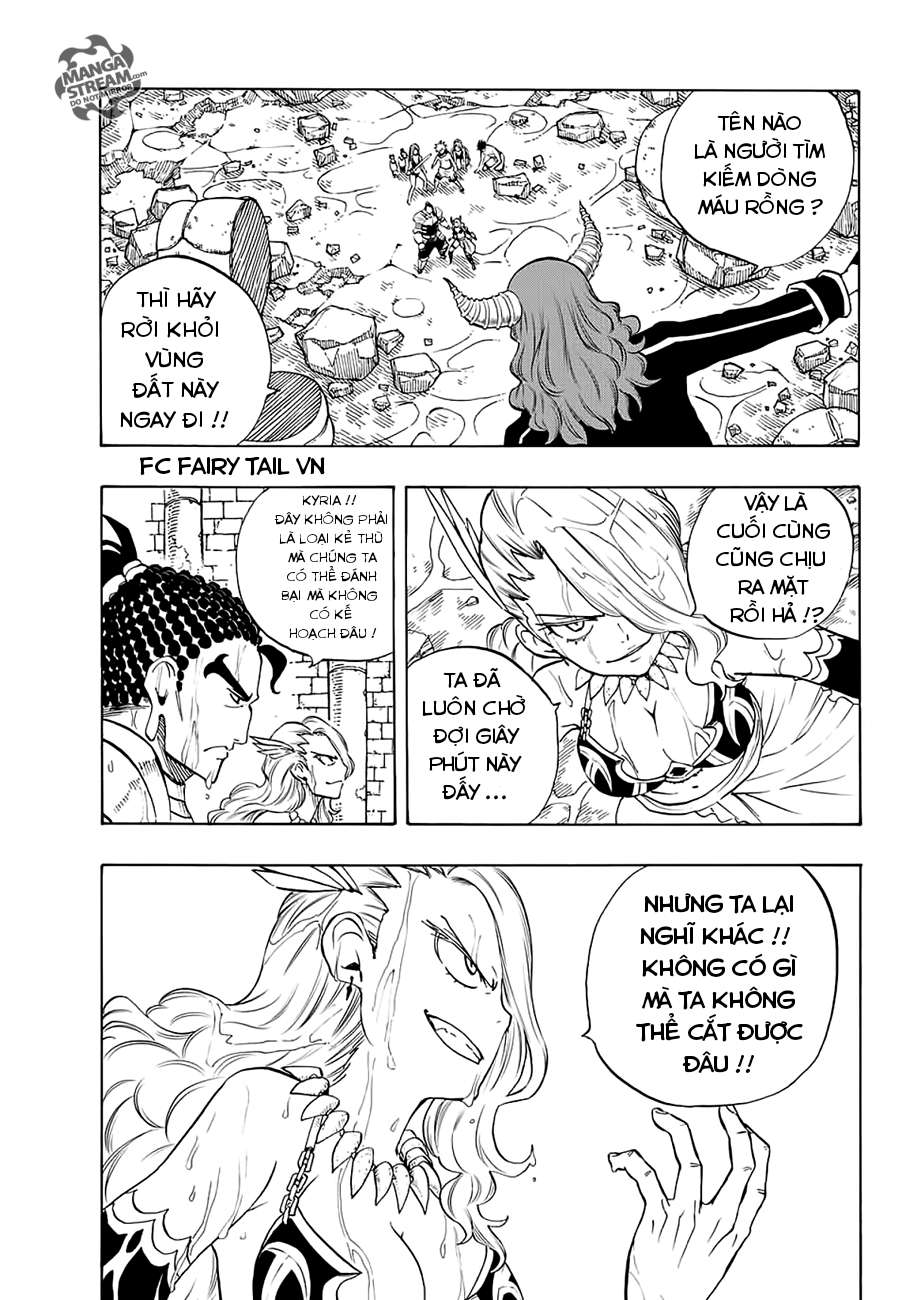 MANGA
STREAM.com
DO NOT MIRROR
TÊN NÀO
LÀ NGƯỜI TÌM
KIẾM DÒNG
MÁU RỒNG ?
THÌ HÃY
RỜI KHỎI
VÙNG
ĐẤT NÀY
NGAY ĐI !!
FC FAIRY TAIL VN
VẬY LÀ
CUỐI CÙNG
CŨNG CHỊU
RA MẶT
RỒI HẢ !?
TA ĐÃ
LUÔN CHỜ
ĐỢI GIÂY
PHÚT NÀY
ĐẤY ...
KYRIA !!
ĐÂY KHÔNG PHẢI
LÀ LOẠI KẺ THÙ
MÀ CHÚNG TA
CÓ THỂ ĐÁNH
BẠI MÀ KHÔNG
CÓ KẾ
HOẠCH ĐÂU !
NHƯNG TA LẠI
NGHĨ KHÁC !!
KHÔNG CÓ GÌ
MÀ TA KHÔNG
THỂ CẮT ĐƯỢC
ĐÂU !!